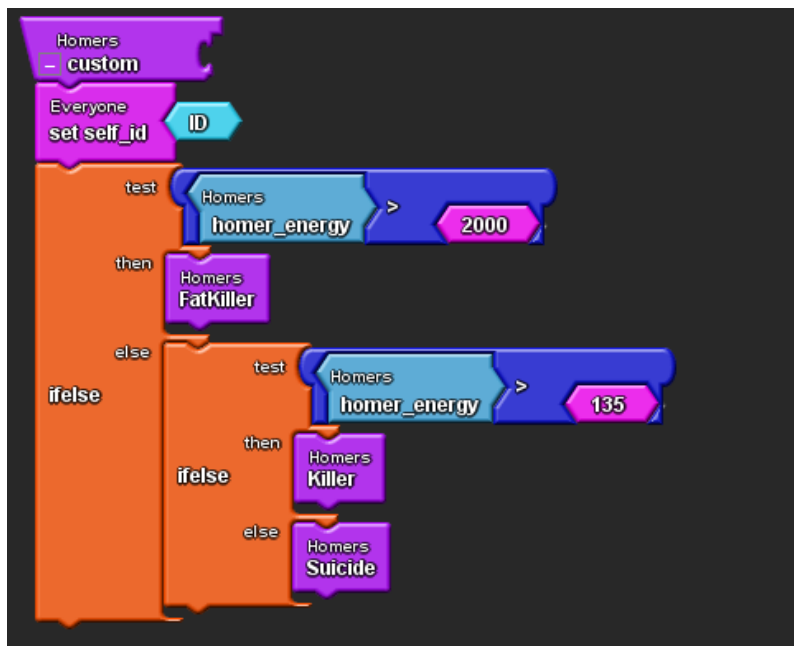 Homers
– custom
Everyone
set self_id
ID
test
Homers
homer_energy
>
2000
then
Homers
FatKiller
else
ifelse
test
Homers
homer_energy
>
135
then
Homers
Killer
ifelse
else
Homers
Suicide